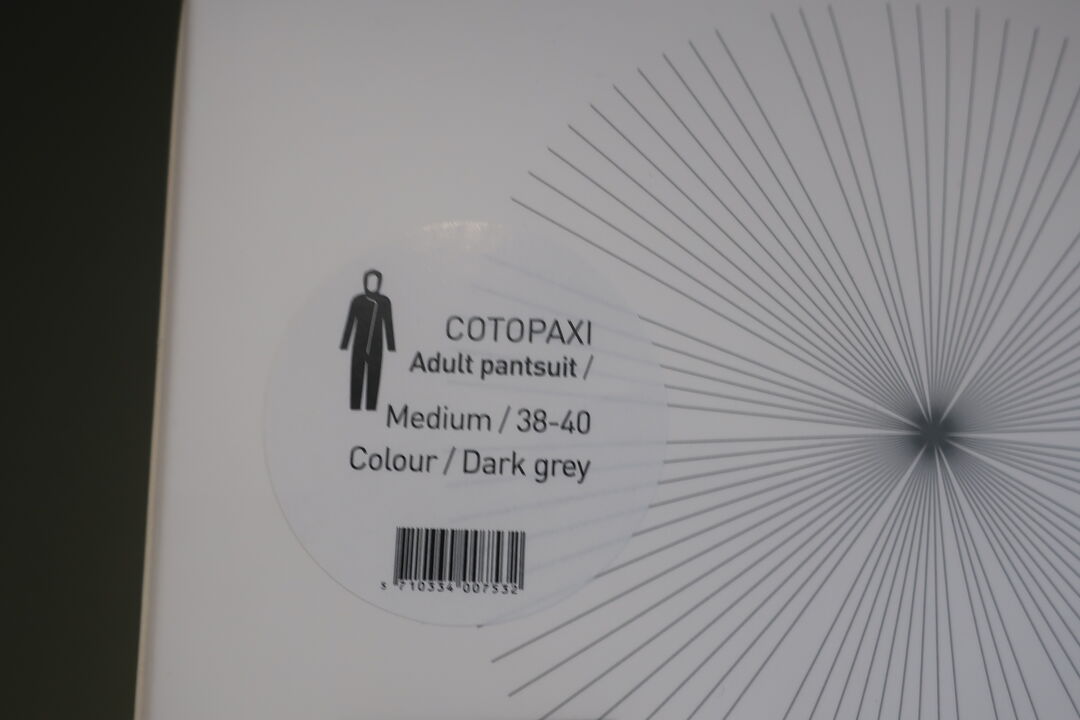 COTOPAXI
Adult pantsuit /
Medium / 38-40
Colour / Dark grey
5 710334 007532